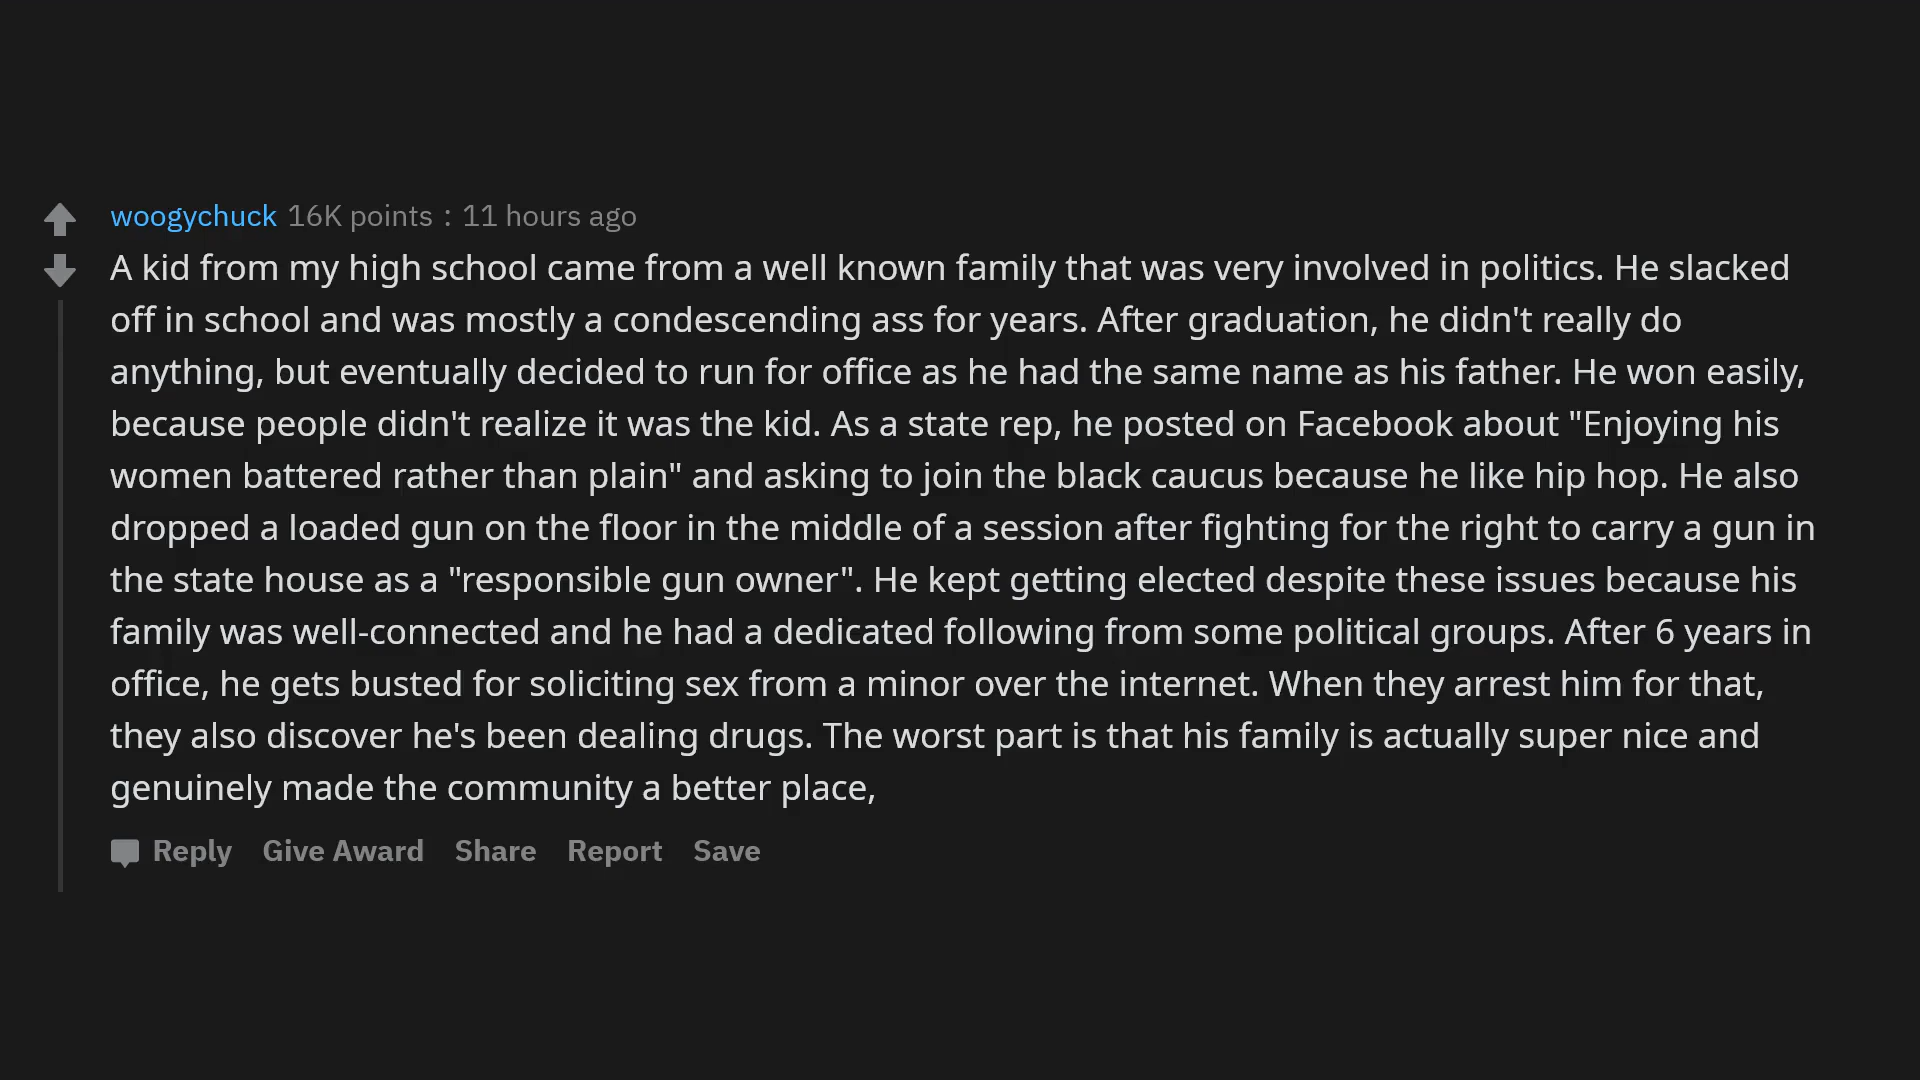 woogychuck 16K points : 11 hours ago
A kid from my high school came from a well known family that was very involved in politics. He slacked
off in school and was mostly a condescending ass for years. After graduation, he didn't really do
anything, but eventually decided to run for office as he had the same name as his father. He won easily,
because people didn't realize it was the kid. As a state rep, he posted on Facebook about "Enjoying his
women battered rather than plain" and asking to join the black caucus because he like hip hop. He also
dropped a loaded gun on the floor in the middle of a session after fighting for the right to carry a gun in
the state house as a "responsible gun owner". He kept getting elected despite these issues because his
family was well-connected and he had a dedicated following from some political groups. After 6 years in
office, he gets busted for soliciting sex from a minor over the internet. When they arrest him for that,
they also discover he's been dealing drugs. The worst part is that his family is actually super nice and
genuinely made the community a better place,
Reply Give Award Share Report Save